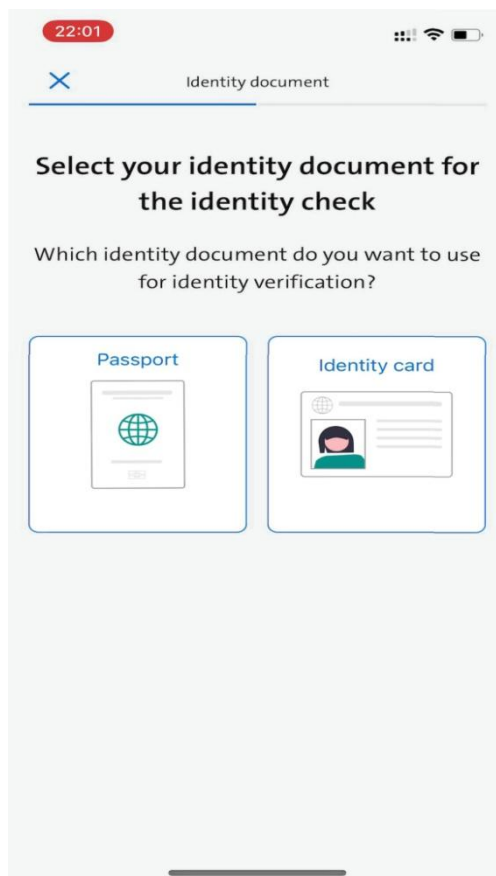 22:01
Identity document
Select your identity document for
the identity check
Which identity document do you want to use
for identity verification?
Passport
Identity card